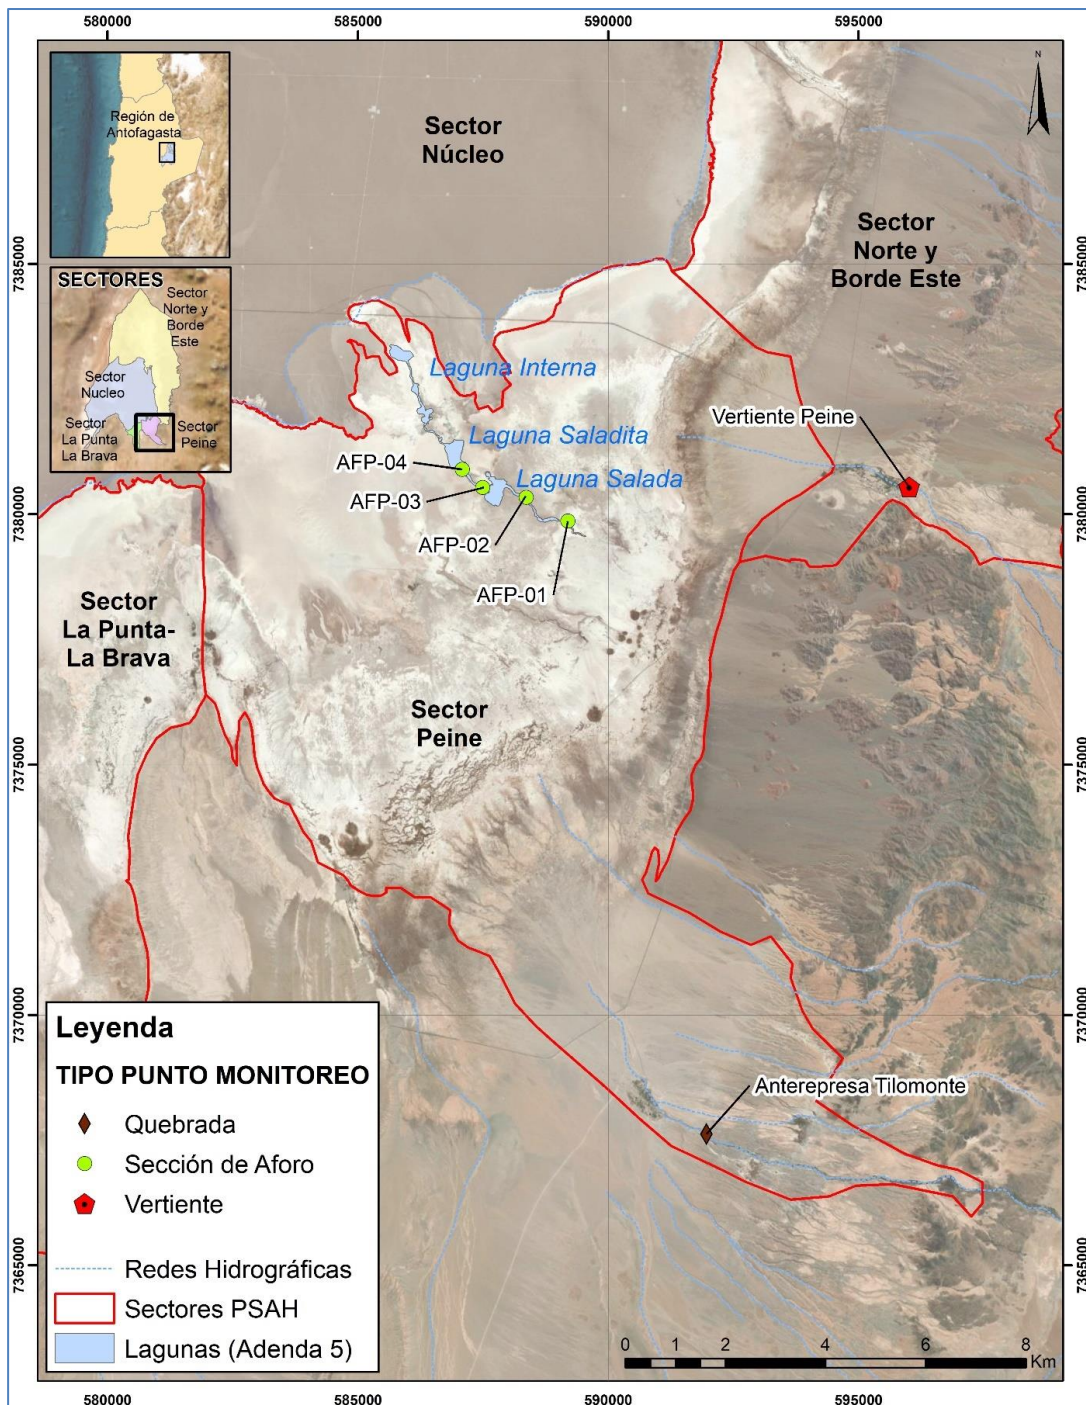 580000
585000
590000
595000
Región de
Antofagasta
N
Sector
Núcleo
Sector
Norte y
Borde Este
7385000
7385000
SECTORES
Sector
Norte y
Borde
Este
Sector
Nucleo
Sector
La Punta
La Brava
Sector
Peine
Laguna Interna
Vertiente Peine
Laguna Saladita
AFP-04
Laguna Salada
AFP-03
7380000
7380000
AFP-02
AFP-01
Sector
La Punta-
La Brava
Sector
Peine
7375000
7375000
7370000
7370000
Leyenda
TIPO PUNTO MONITOREO
Quebrada
Sección de Aforo
Vertiente
Redes Hidrográficas
Sectores PSAH
Lagunas (Adenda 5)
Anterepresa Tilomonte
7365000
7365000
0 1 2 4 6 8
Km
580000
585000
590000
595000